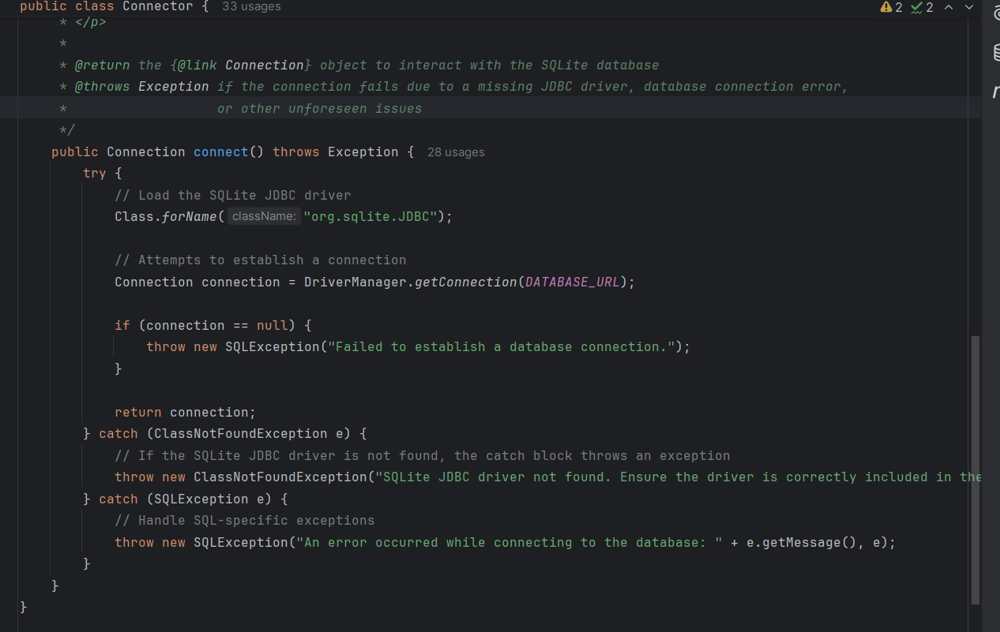 public class Connector {  33 usages
2 2
* </p>
*
* @return the {@link Connection} object to interact with the SQLite database
* @throws Exception if the connection fails due to a missing JDBC driver, database connection error,
*                   or other unforeseen issues
*/
public Connection connect() throws Exception {  28 usages
try {
// Load the SQLite JDBC driver
Class.forName( className: "org.sqlite.JDBC");
// Attempts to establish a connection
Connection connection = DriverManager.getConnection(DATABASE_URL);
if (connection == null) {
throw new SQLException("Failed to establish a database connection.");
}
return connection;
} catch (ClassNotFoundException e) {
// If the SQLite JDBC driver is not found, the catch block throws an exception
throw new ClassNotFoundException("SQLite JDBC driver not found. Ensure the driver is correctly included in the
} catch (SQLException e) {
// Handle SQL-specific exceptions
throw new SQLException("An error occurred while connecting to the database: " + e.getMessage(), e);
}
}
}